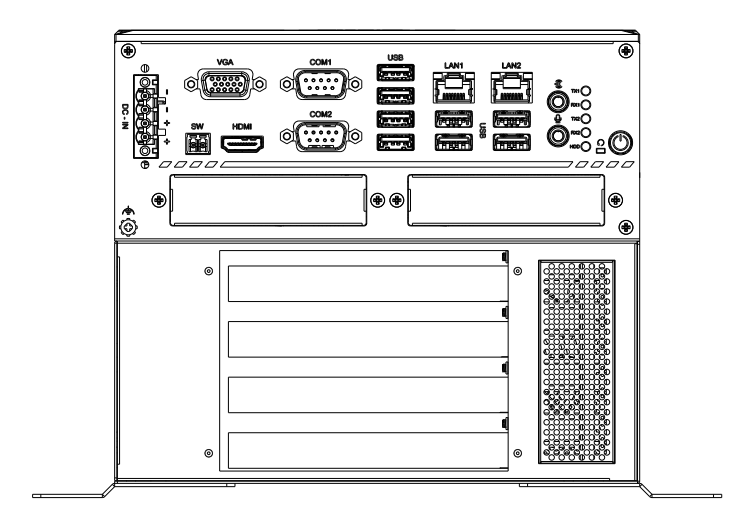 VGA
COM1
USB
LAN1
LAN2
DC - IN
- - + +
COM2
SW
HDMI
USB
TX1
RX1
TX2
RX2
HDD